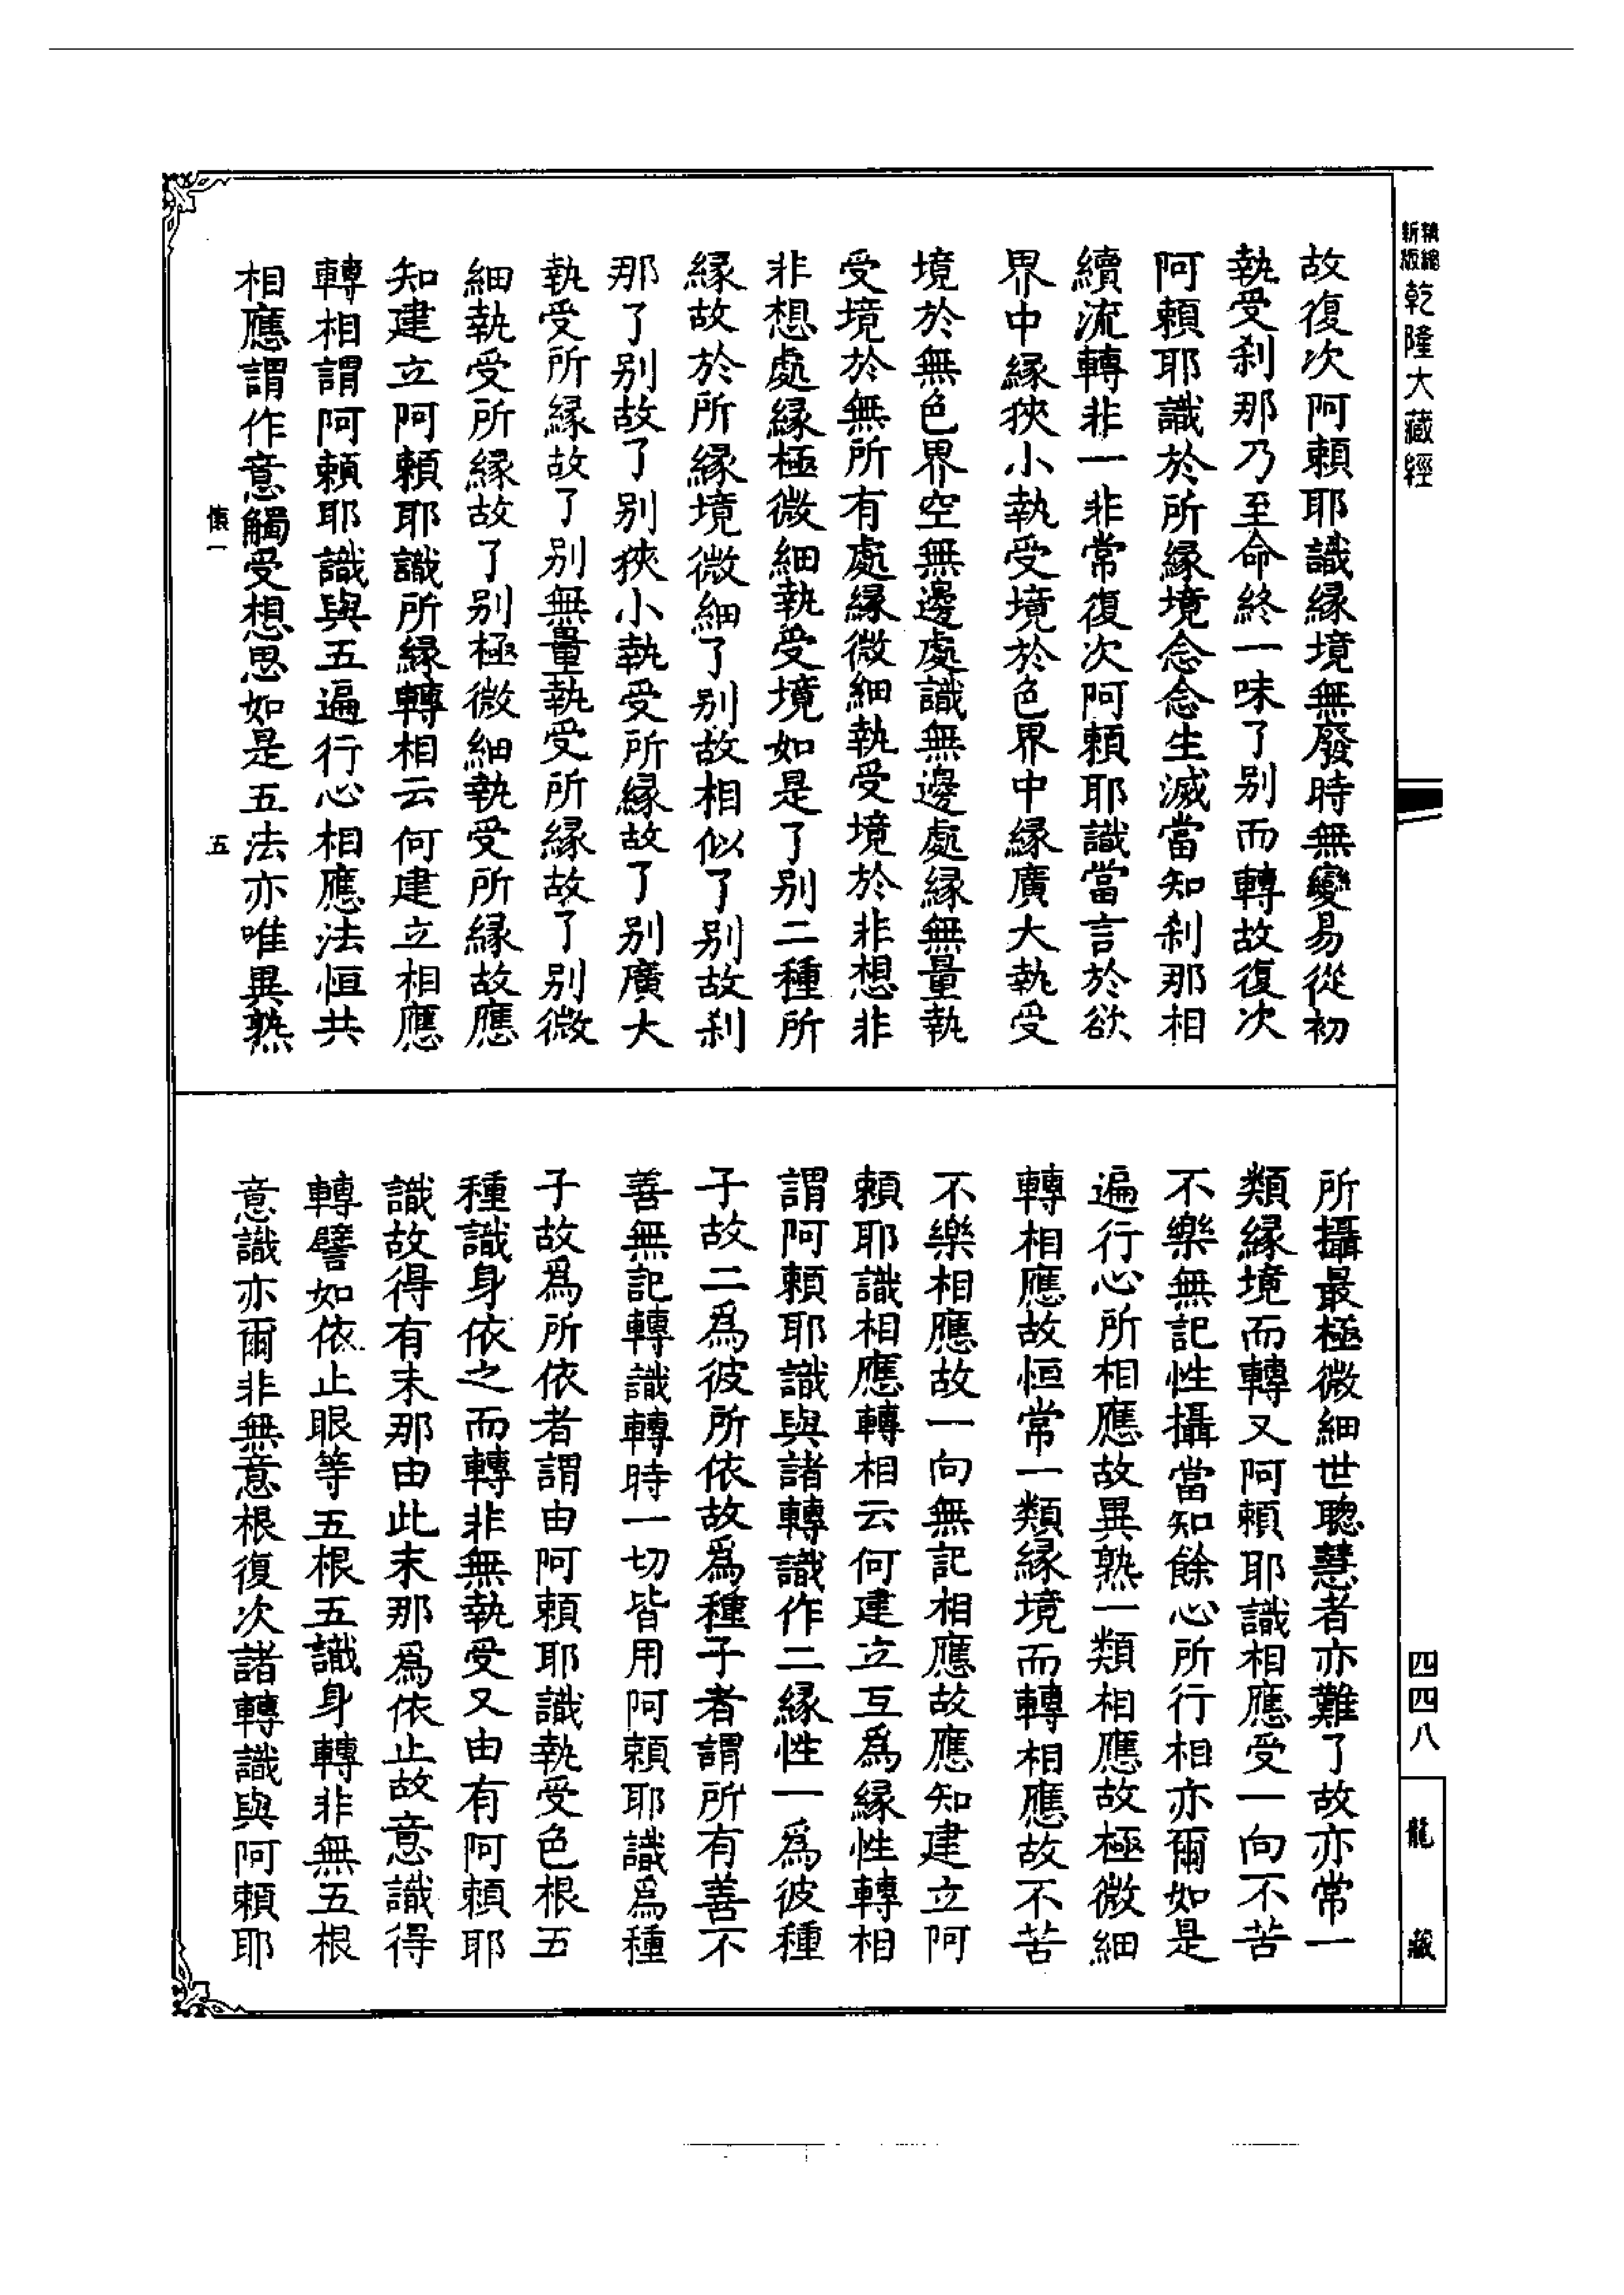 精縮
新版
乾隆大藏經
故復次阿賴耶識緣境無廢時無變易從初
執受刹那乃至命終一味了别而轉故復次
阿賴耶識於所緣境念念生滅當知刹那相
續流轉非一非常復次阿賴耶識當言於欲
界中緣狹小執受境於色界中緣廣大執受
境於無色界空無邊處識無邊處緣無量執
受境於無所有處緣微細執受境於非想非
非想處緣極微細執受境如是了别二種所
緣故於所緣境微細了别故相似了别故刹
那了别故了别狹小執受所緣故了别廣大
執受所緣故了别無量執受所緣故了别微
細執受所緣故了别極微細執受所緣故應
知建立阿賴耶識所緣轉相云何建立相應
轉相謂阿賴耶識與五遍行心相應法恒共
相應謂作意觸受想思如是五法亦唯異熟
懐一
五
所攝最極微細世聰慧者亦難了故亦常一
類緣境而轉又阿賴耶識相應受一向不苦
不樂無記性攝當知餘心所行相亦爾如是
遍行心所相應故異熟一類相應故極微細
轉相應故恒常一類緣境而轉相應故不苦
不樂相應故一向無記相應故應知建立阿
賴耶識相應轉相云何建立互爲緣性轉相
謂阿賴耶識與諸轉識作二緣性一爲彼種
子故二爲彼所依故爲種子者謂所有善不
善無記轉識轉時一切皆用阿賴耶識爲種
子故爲所依者謂由阿賴耶識執受色根五
種識身依之而轉非無執受又由有阿賴耶
識故得有末那由此末那爲依止故意識得
轉譬如依止眼等五根五識身轉非無五根
意識亦爾非無意根復次諸轉識與阿賴耶
四四八
龍藏